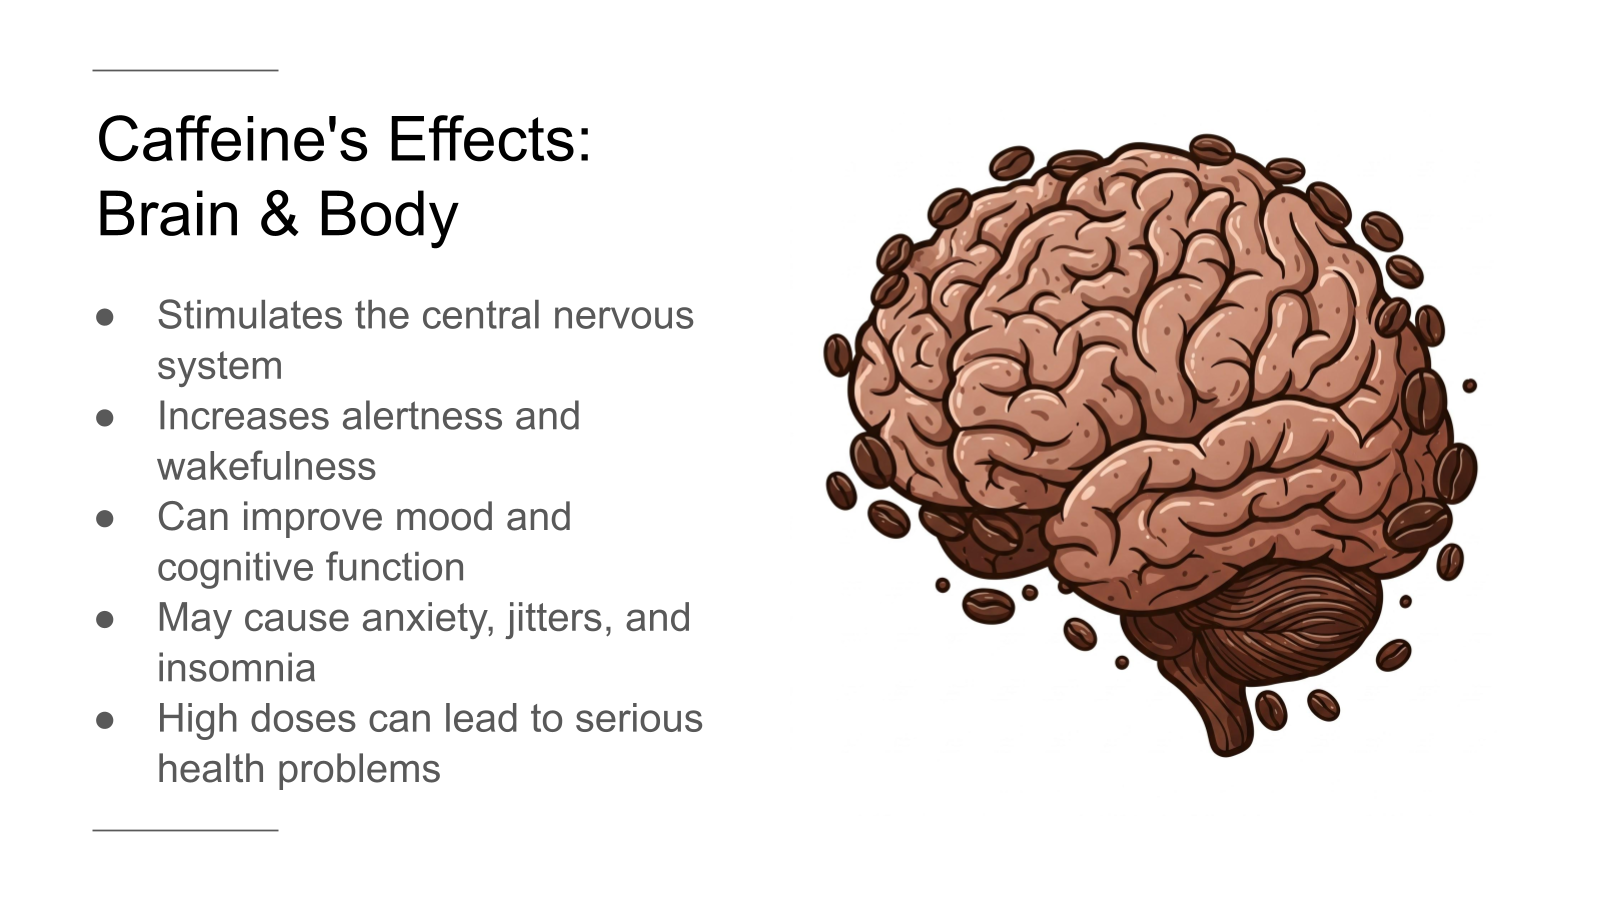 Caffeine's Effects:
Brain & Body
● Stimulates the central nervous
system
● Increases alertness and
wakefulness
● Can improve mood and
cognitive function
● May cause anxiety, jitters, and
insomnia
● High doses can lead to serious
health problems